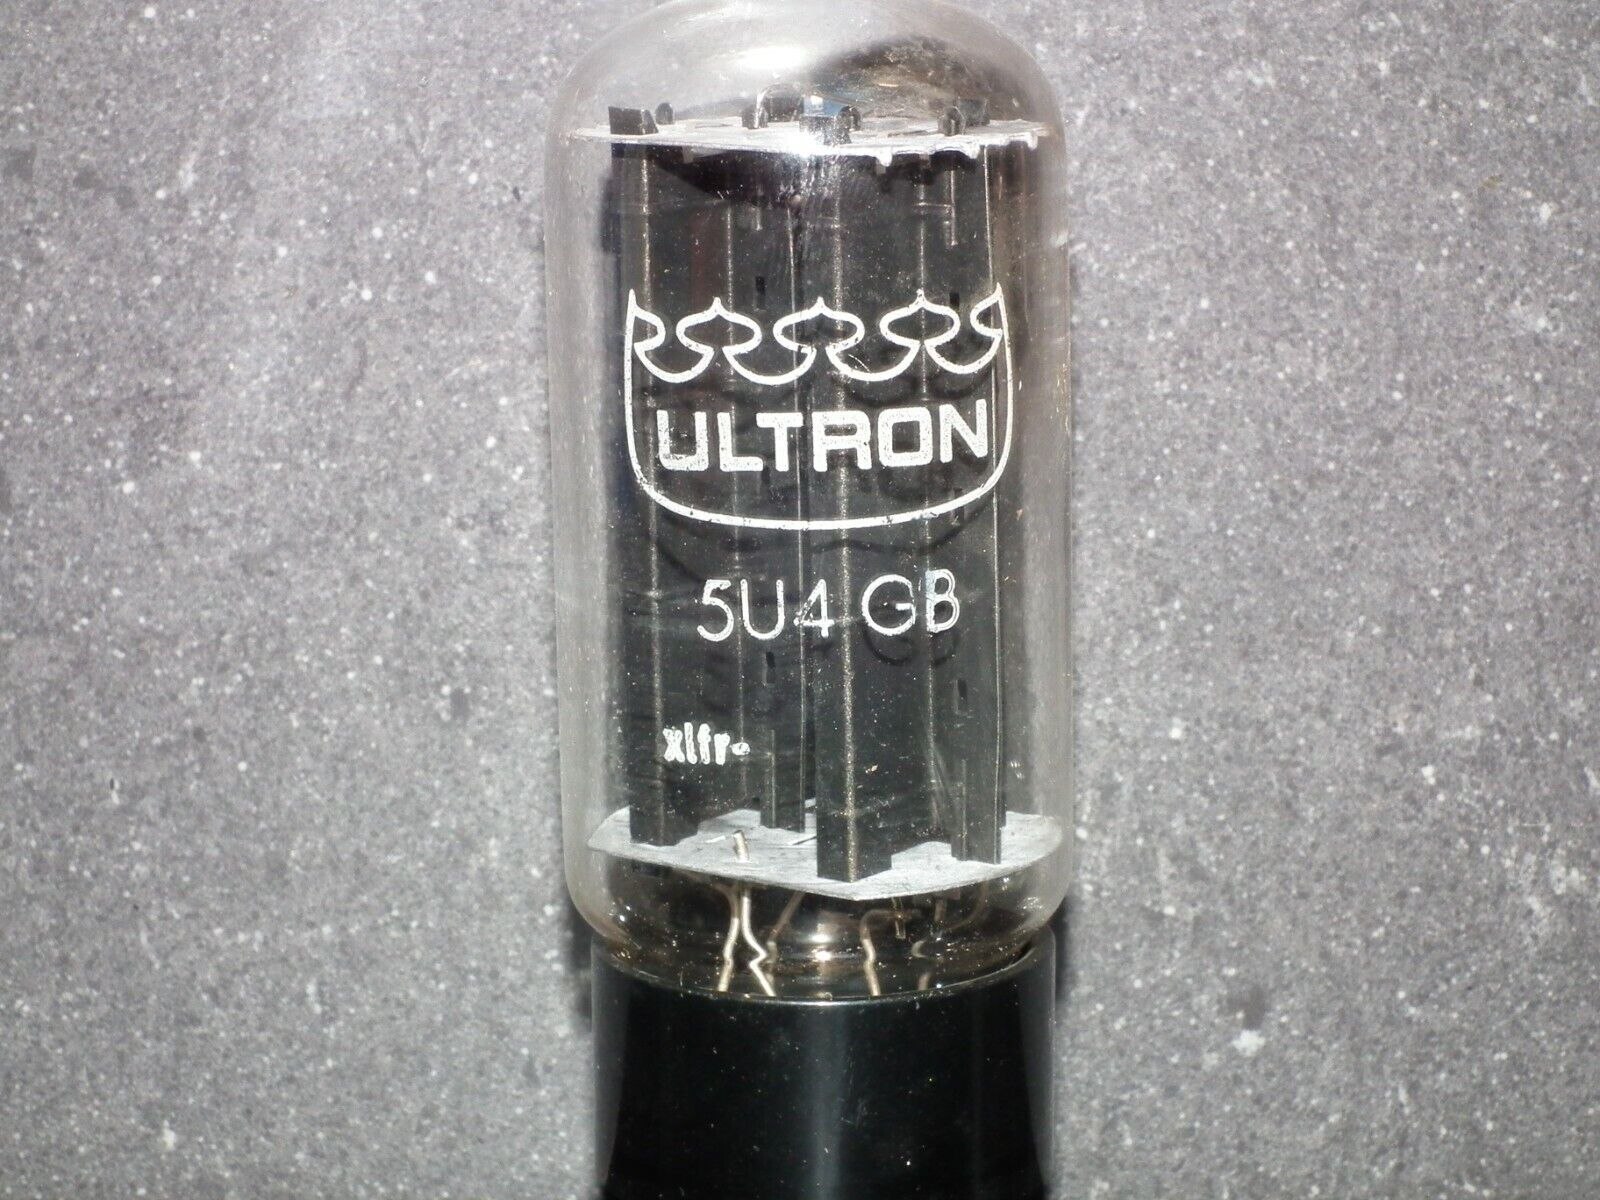 ULTRON
5U4 GB
xlfr-